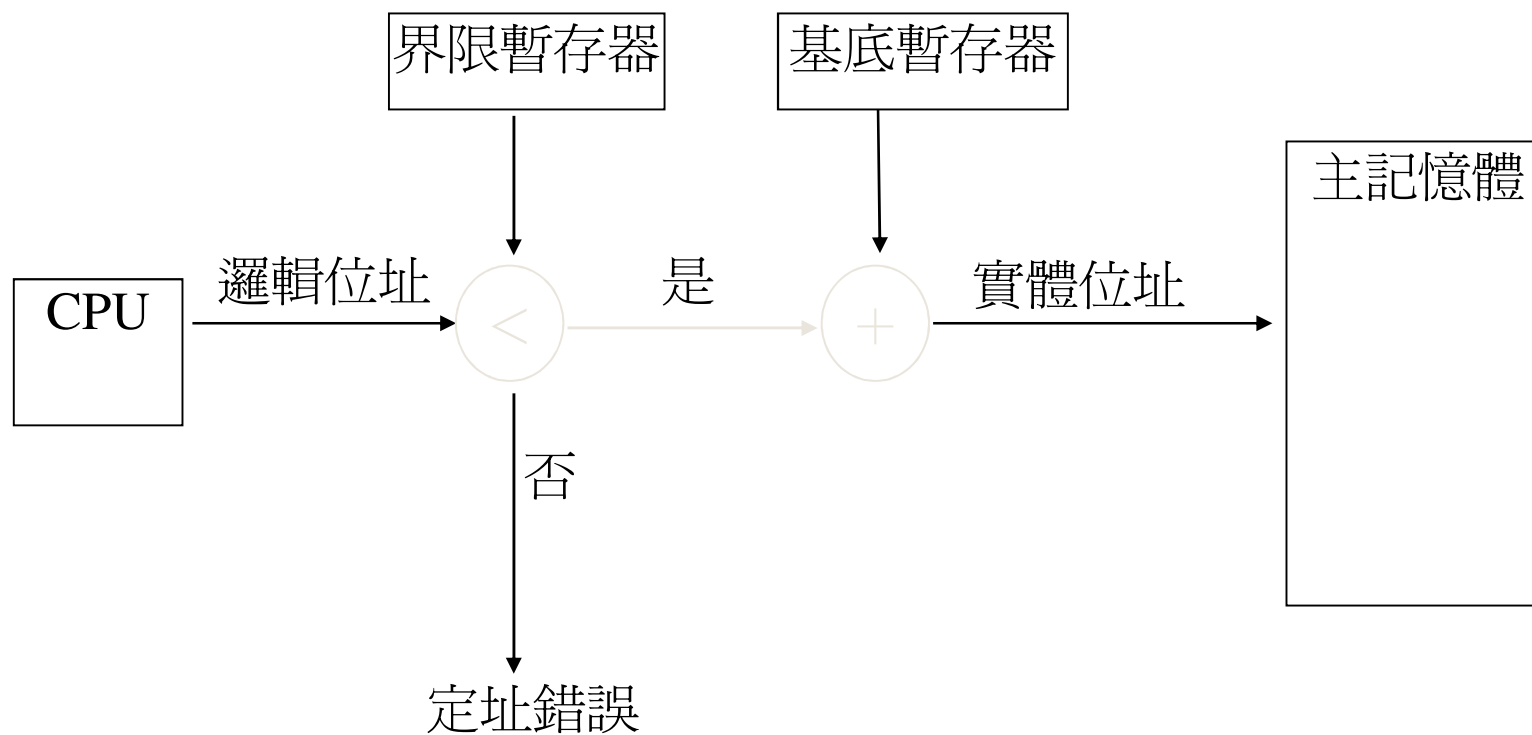 界限暫存器
基底暫存器
主記憶體
CPU
邏輯位址
<
是
+
實體位址
否
定址錯誤